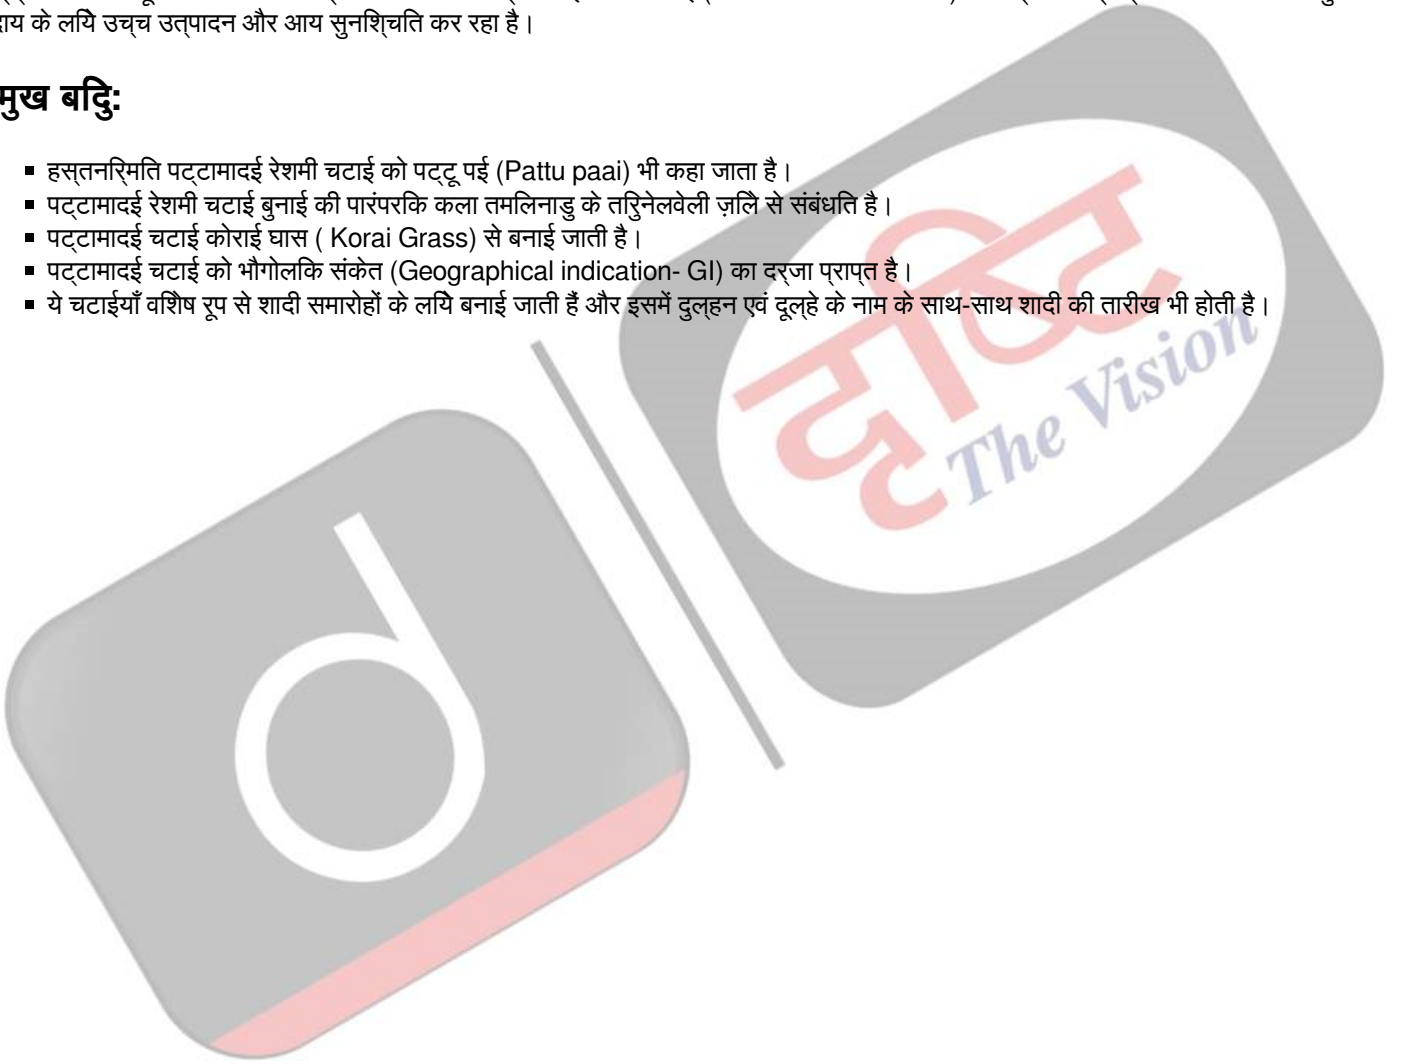 के लिये उच्च उत्पादन और आय सुनिश्चित कर रहा है।
मुख बिंदु:
हस्तनिर्मित पट्टामादई रेशमी चटाई को पट्टू पई (Pattu paai) भी कहा जाता है।
पट्टामादई रेशमी चटाई बुनाई की पारंपरिक कला तमिलनाडु के तिरुनेलवेली ज़िले से संबंधित है।
पट्टामादई चटाई कोराई घास ( Korai Grass) से बनाई जाती है।
पट्टामादई चटाई को भौगोलिक संकेत (Geographical indication- GI) का दर्जा प्राप्त है।
ये चटाईयाँ विशेष रूप से शादी समारोहों के लिये बनाई जाती हैं और इसमें दुल्हन एवं दूल्हे के नाम के साथ-साथ शादी की तारीख भी होती है।
दृष्टि
The Vision
d